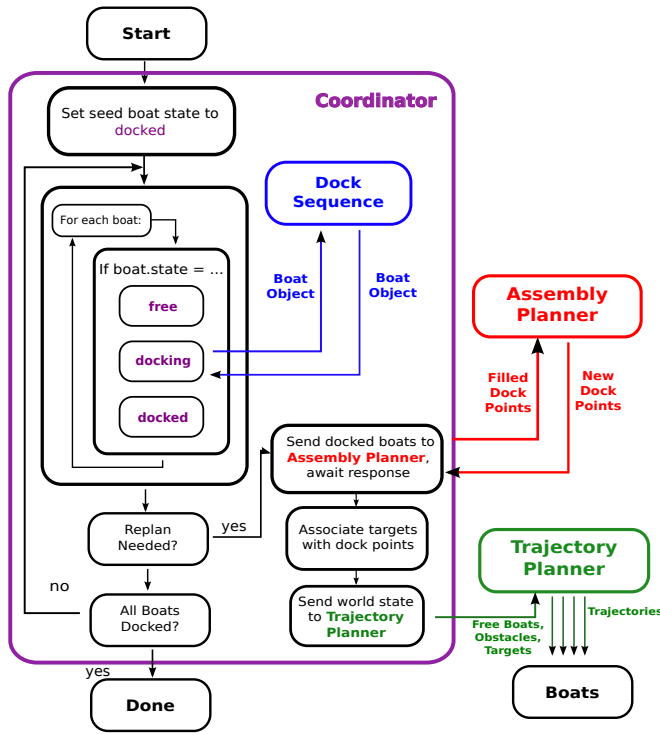 Start
Coordinator
Set seed boat state to
docked
For each boat:
If boat.state = ...
free
docking
docked
Dock
Sequence
Boat
Object
Boat
Object
Assembly
Planner
Filled
Dock
Points
New
Dock
Points
Send docked boats to
Assembly Planner,
await response
Replan
Needed?
yes
Associate targets
with dock points
Trajectory
Planner
no
All Boats
Docked?
Send world state
to Trajectory
Planner
Free Boats,
Obstacles,
Targets
Trajectories
yes
Done
Boats